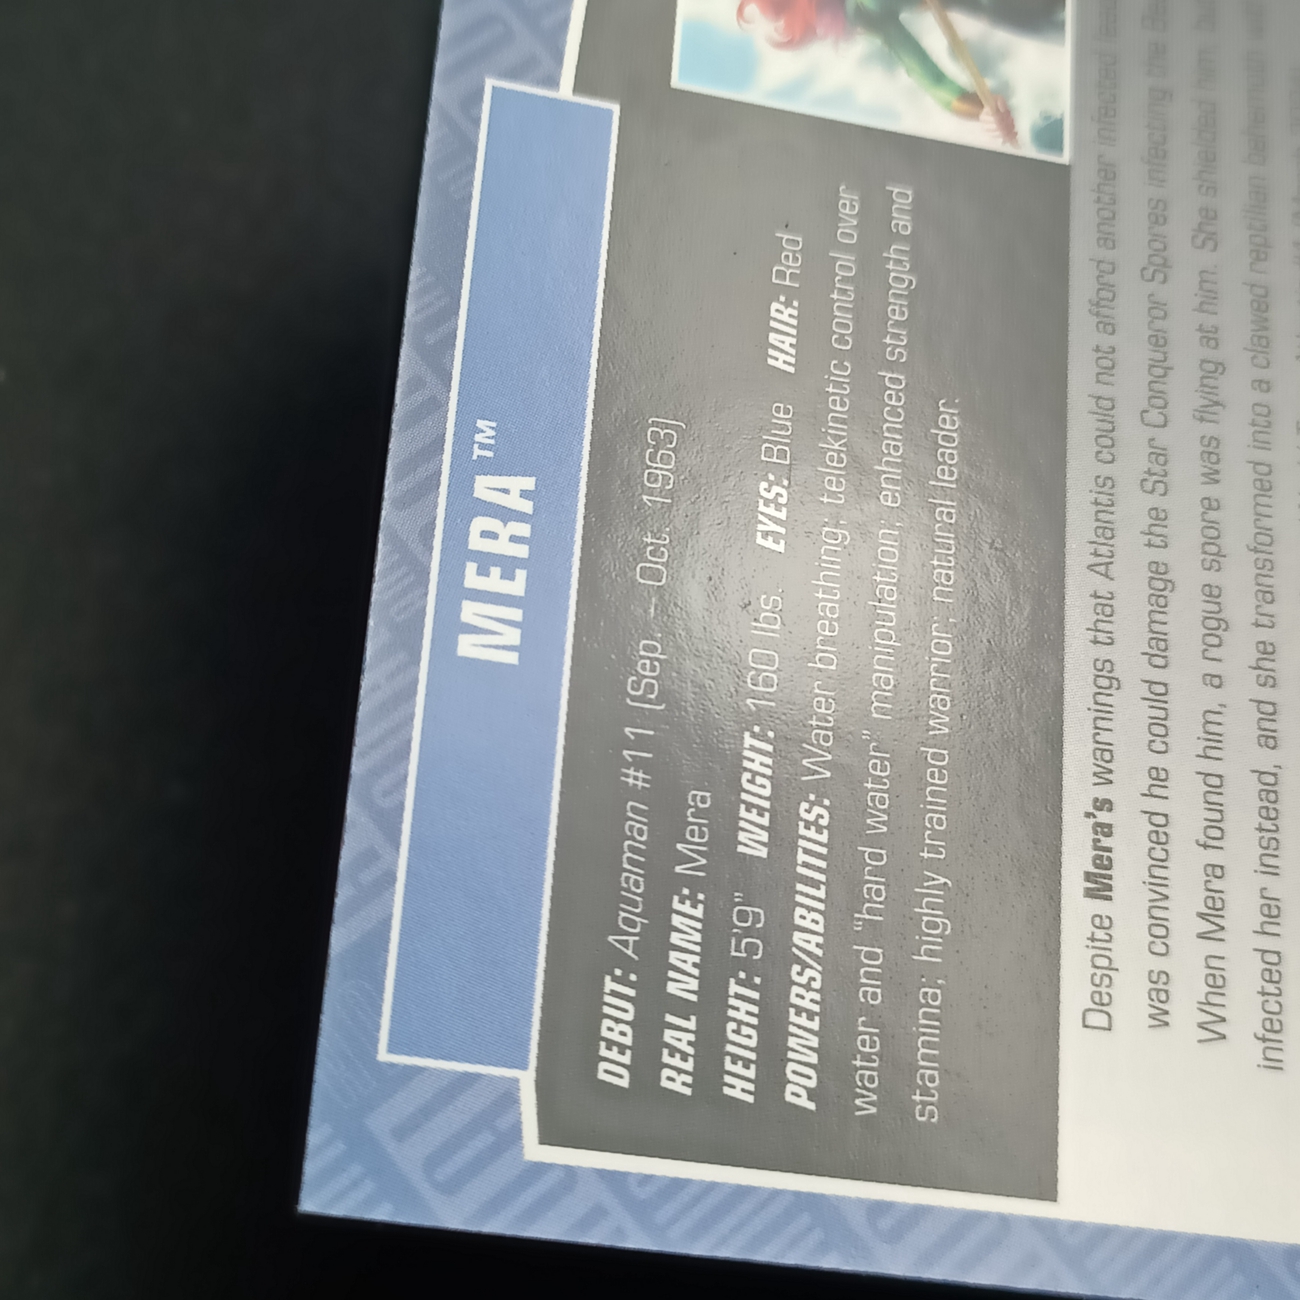 MERA™
DEBUT: Aquaman #11 (Sep. – Oct. 1963)
REAL NAME: Mera
HEIGHT: 5'9" WEIGHT: 160 lbs. EYES: Blue HAIR: Red
POWERS/ABILITIES: Water breathing; telekinetic control over
water and "hard water" manipulation; enhanced strength and
stamina; highly trained warrior; natural leader.
Despite Mera's warnings that Atlantis could not afford another infected
was convinced he could damage the Star Conqueror Spores infecting the
When Mera found him, a rogue spore was flying at him. She shielded him,
infected her instead, and she transformed into a clawed reptilian behemoth